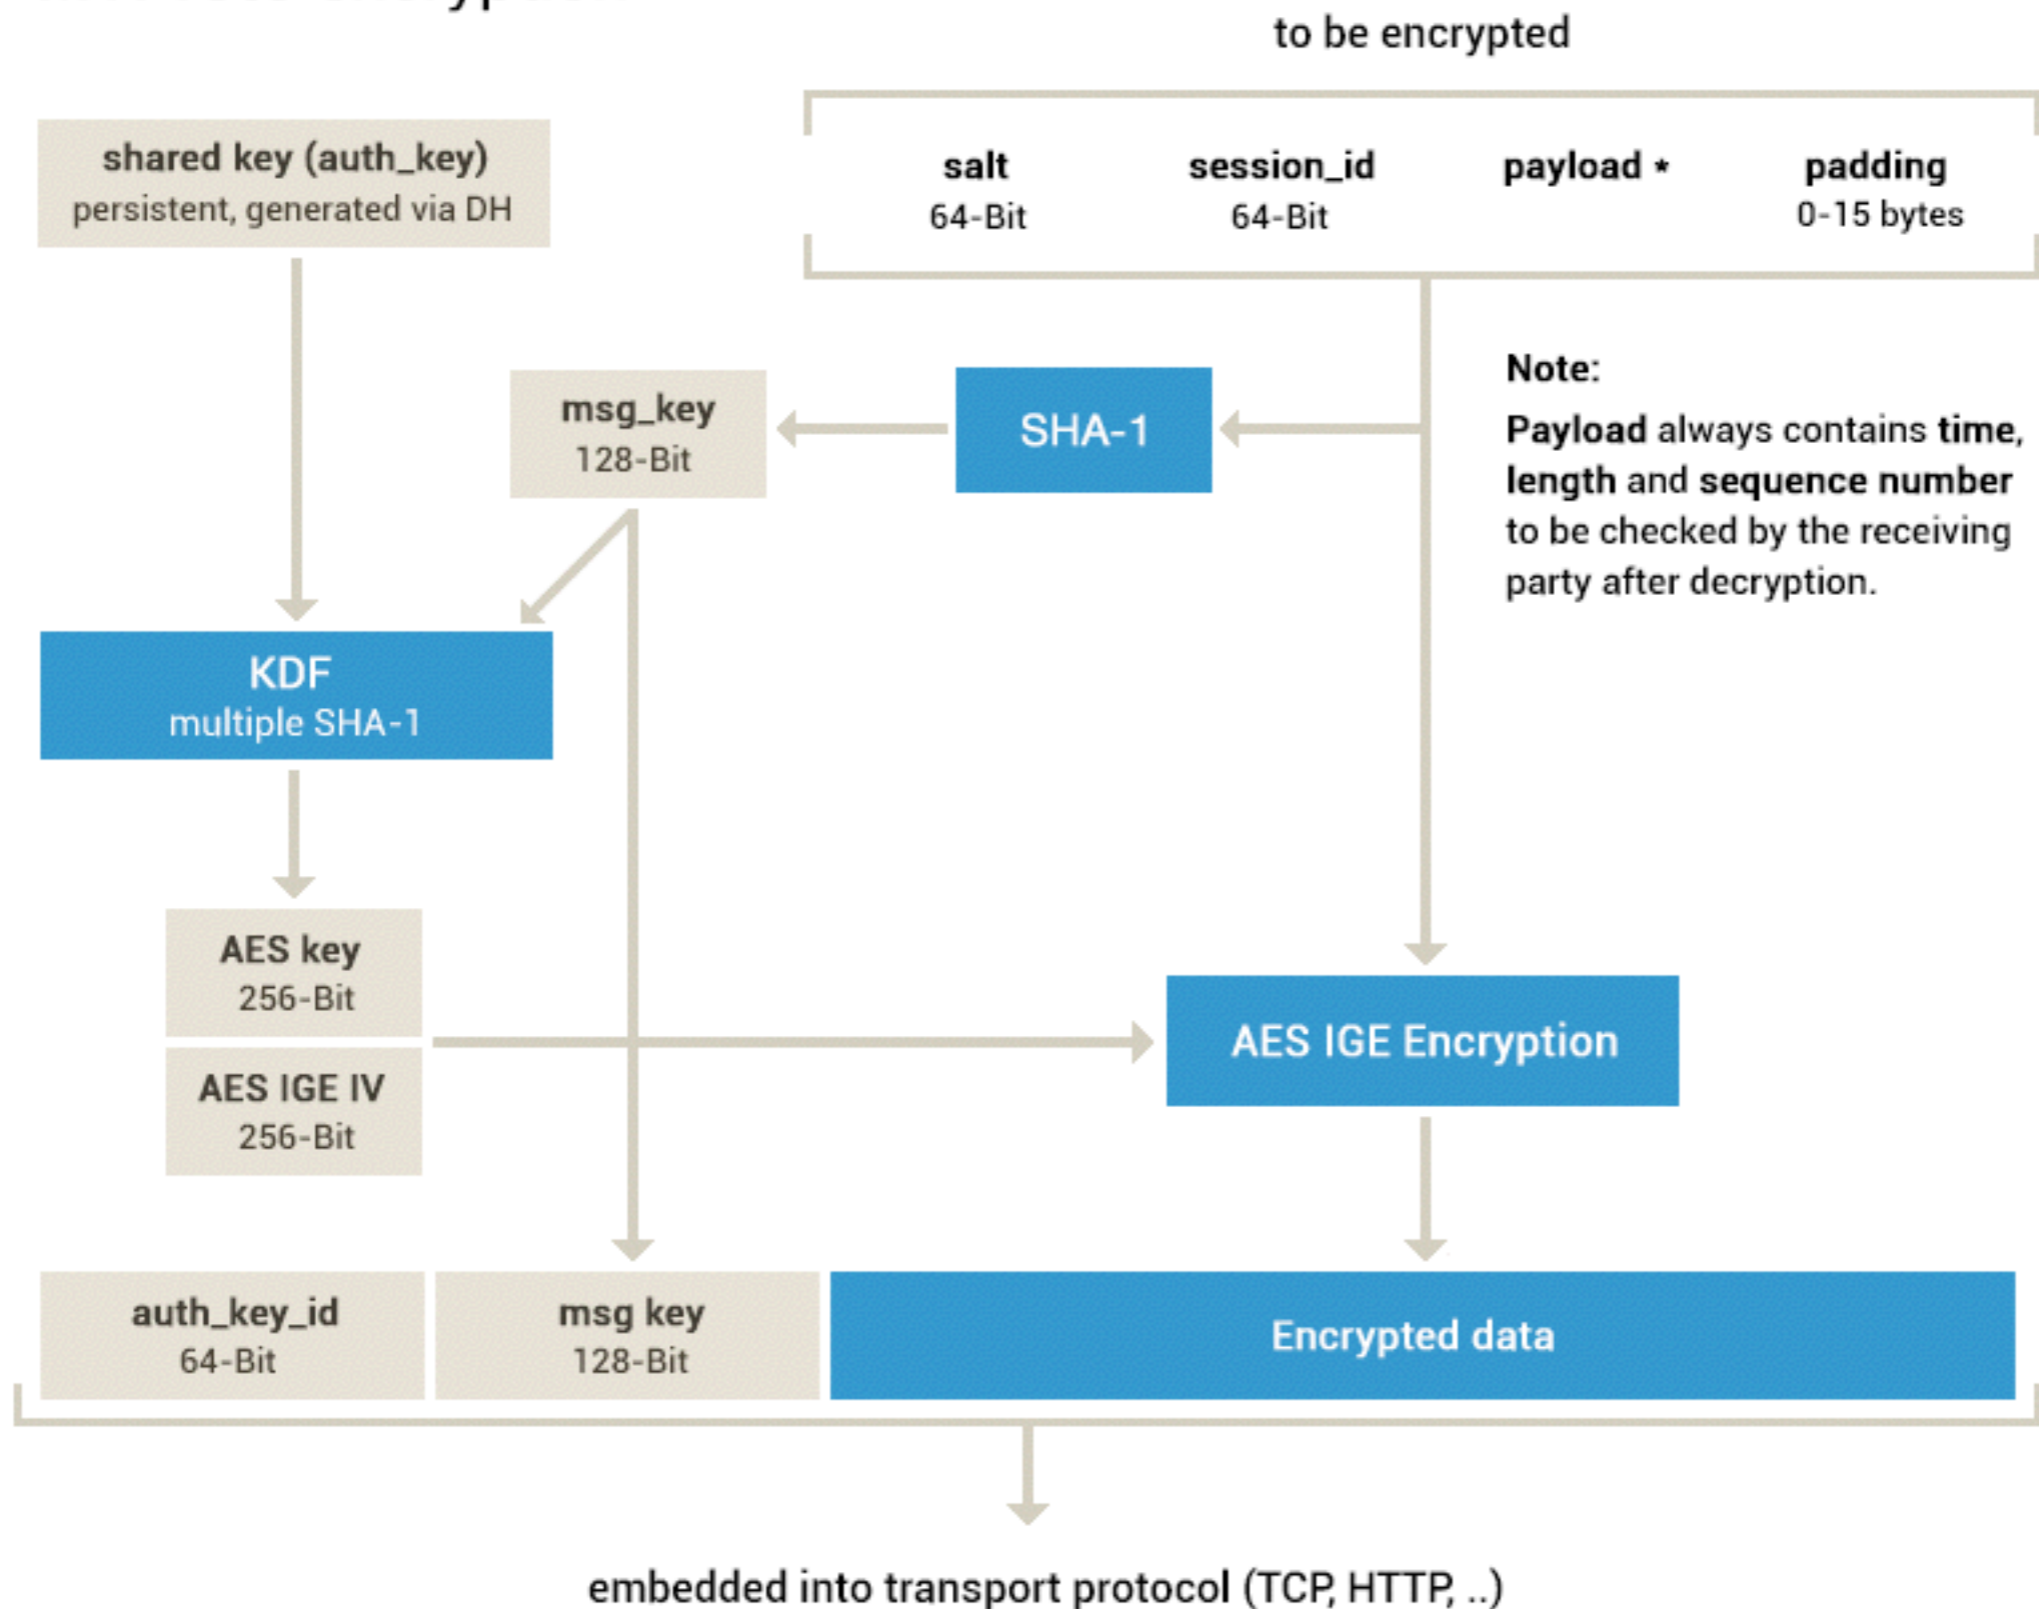 to be encrypted
shared key (auth_key)
persistent, generated via DH
salt
64-Bit
session_id
64-Bit
payload *
padding
0-15 bytes
msg_key
128-Bit
SHA-1
Note:
Payload always contains time,
length and sequence number
to be checked by the receiving
party after decryption.
KDF
multiple SHA-1
AES key
256-Bit
AES IGE IV
256-Bit
AES IGE Encryption
auth_key_id
64-Bit
msg key
128-Bit
Encrypted data
embedded into transport protocol (TCP, HTTP, ..)